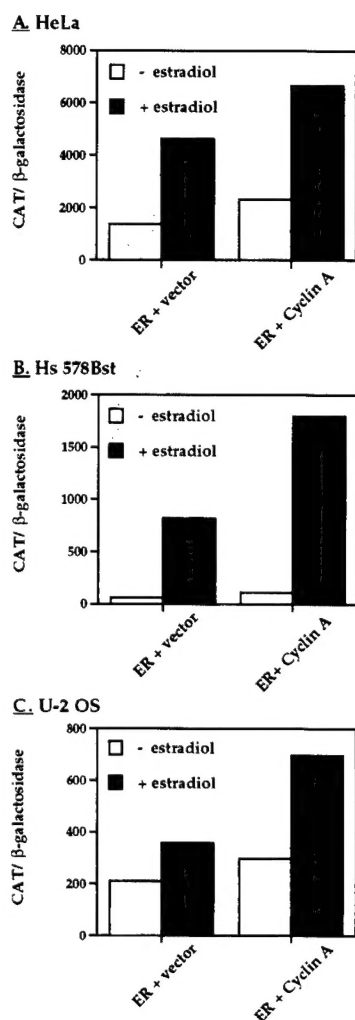 A. HeLa
8000
6000
4000
2000
0
CAT/ β-galactosidase
- estradiol
+ estradiol
ER + vector
ER + Cyclin A
B. Hs 578Bst
2000
1500
1000
500
0
CAT/ β-galactosidase
- estradiol
+ estradiol
ER + vector
ER+ Cyclin A
C. U-2 OS
800
600
400
200
0
CAT/ β-galactosidase
- estradiol
+ estradiol
ER + vector
ER + Cyclin A